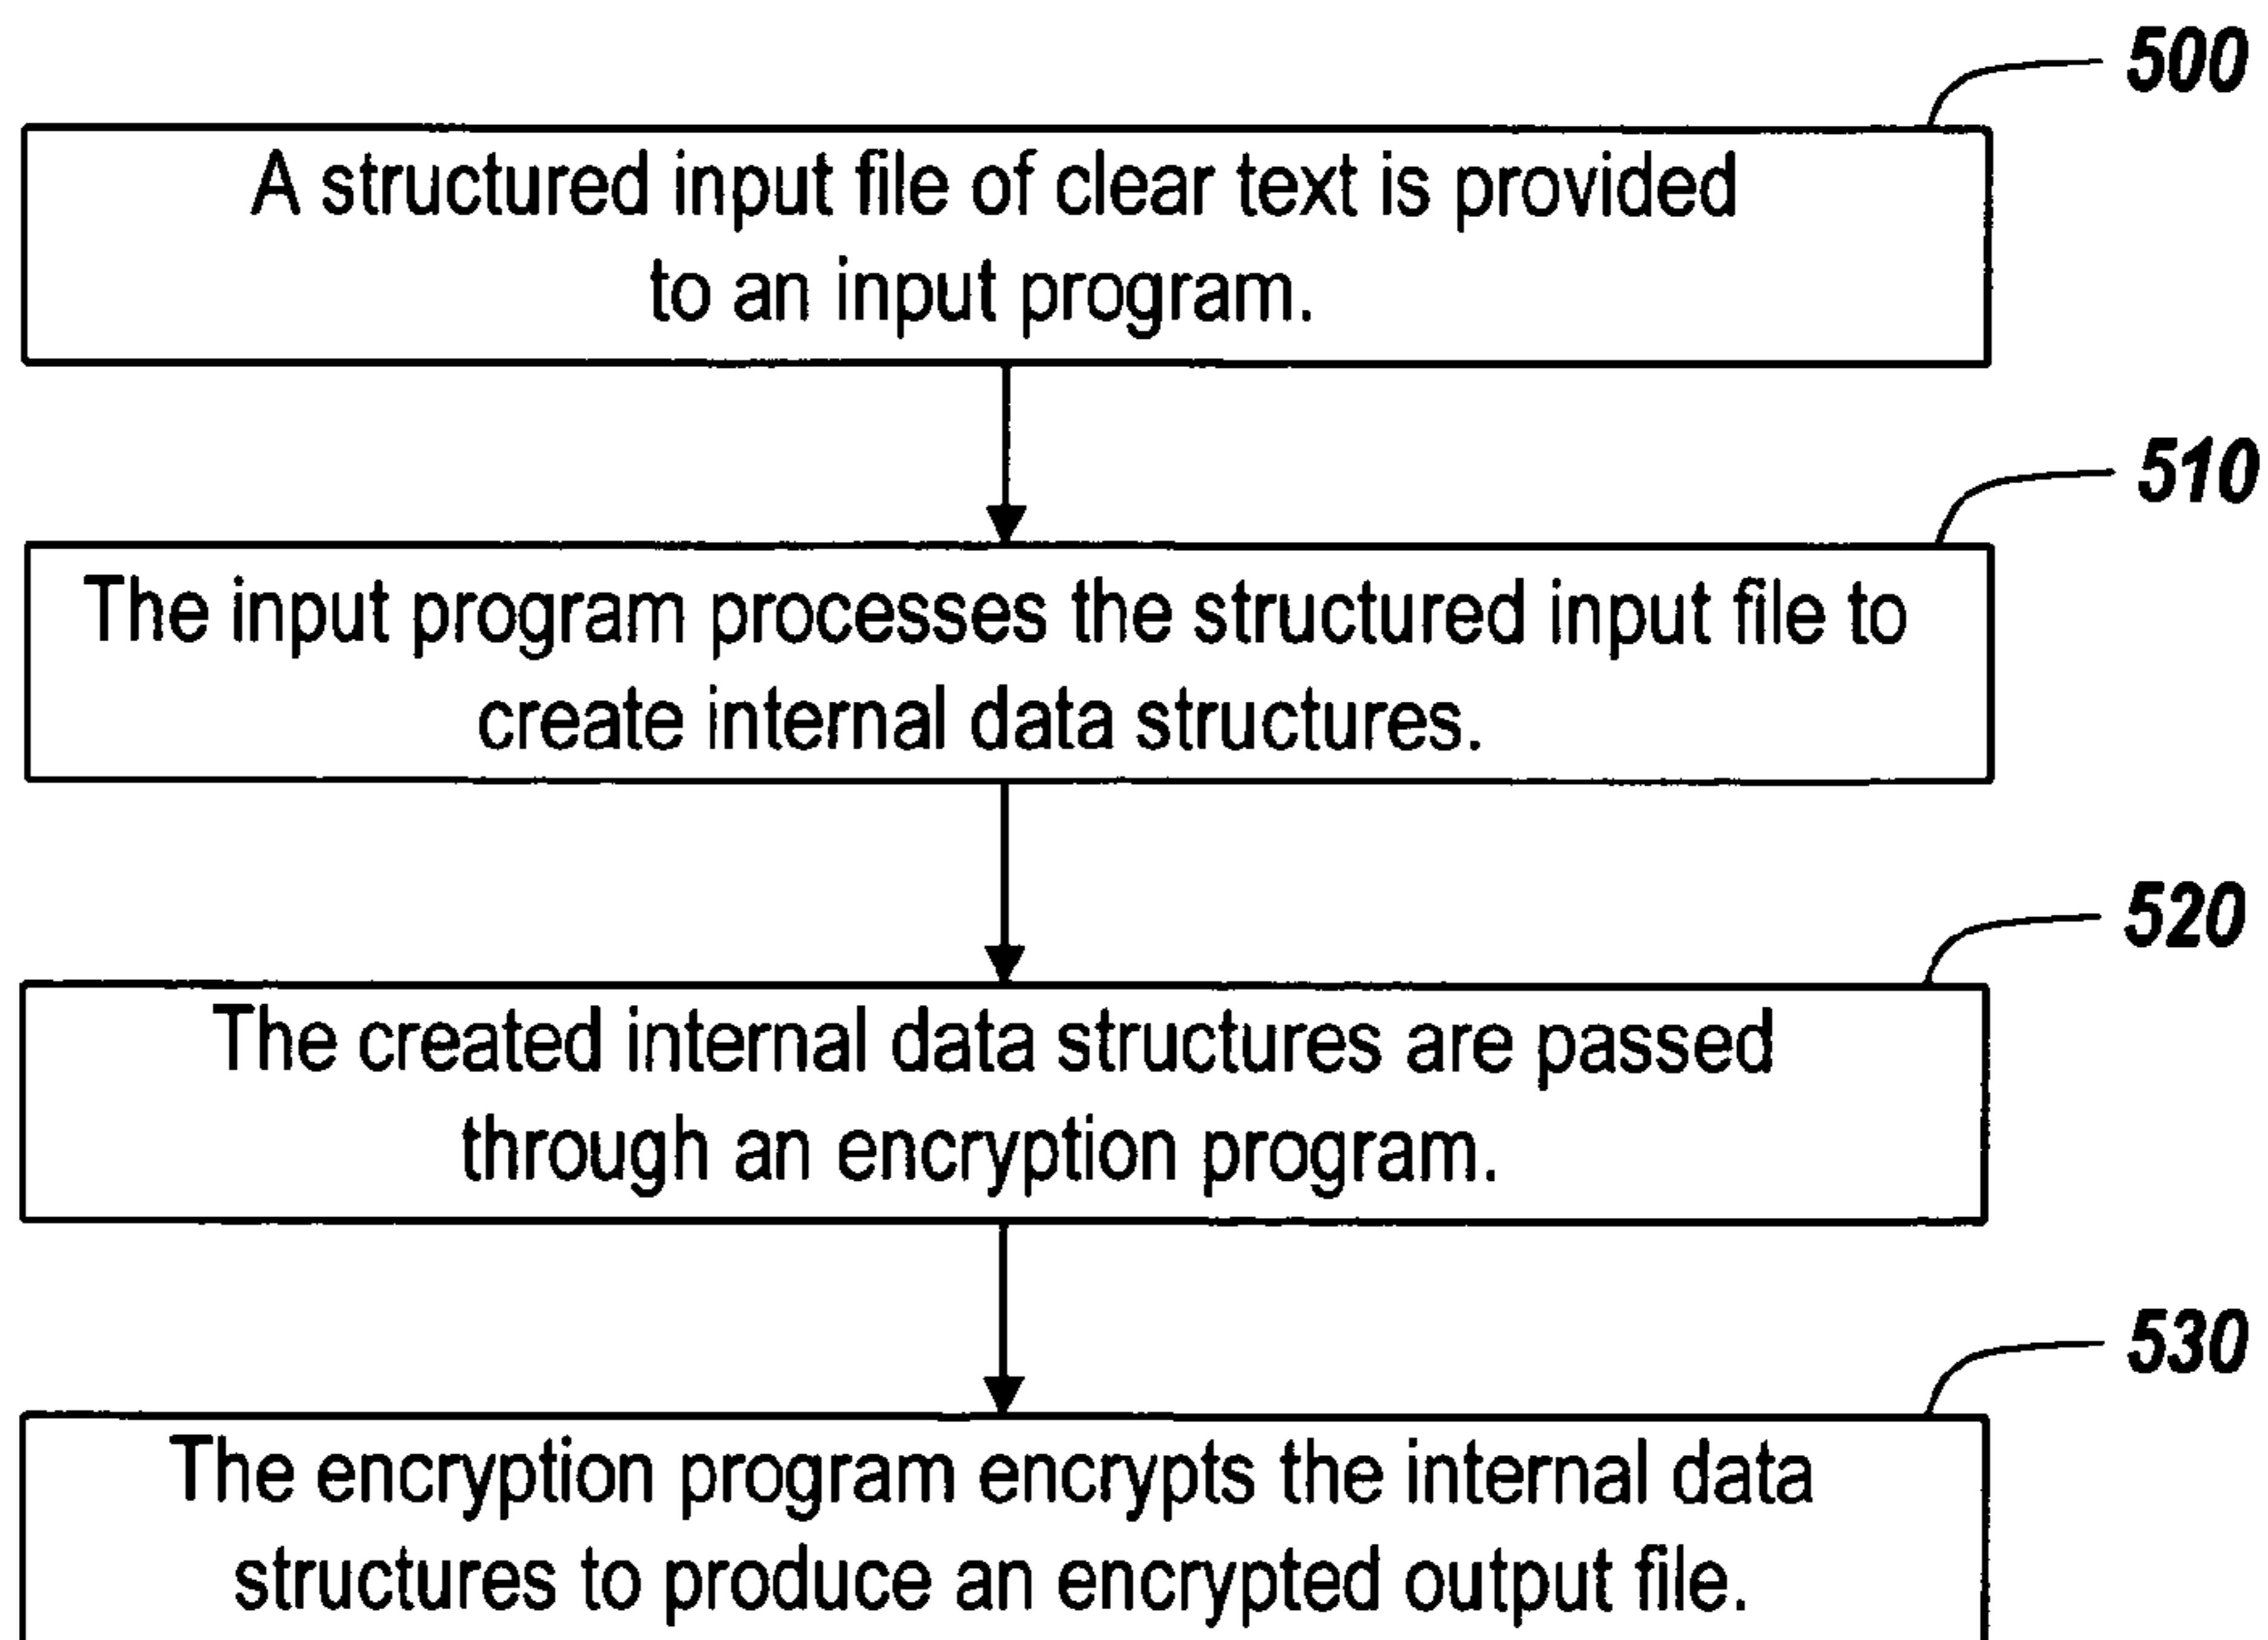 500
A structured input file of clear text is provided
to an input program.
510
The input program processes the structured input file to
create internal data structures.
520
The created internal data structures are passed
through an encryption program.
530
The encryption program encrypts the internal data
structures to produce an encrypted output file.